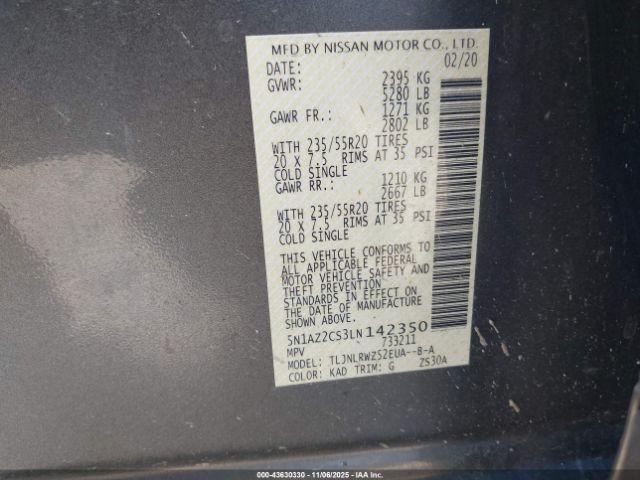 MFD BY NISSAN MOTOR CO., LTD.
DATE: 02/20
GVWR: 2395 KG
5280 LB
GAWR FR.: 1271 KG
2802 LB
WITH 235/55R20 TIRES
20 X 7.5 RIMS AT 35 PSI
COLD SINGLE
GAWR RR.: 1210 KG
2667 LB
WITH 235/55R20 TIRES
20 X 7.5 RIMS AT 35 PSI
COLD SINGLE
THIS VEHICLE CONFORMS TO
ALL APPLICABLE FEDERAL
MOTOR VEHICLE SAFETY AND
THEFT PREVENTION
STANDARDS IN EFFECT ON
THE DATE OF MANUFACTURE
SHOWN ABOVE.
5N1AZ2CS3LN142350
MPV 733211
MODEL: TLJNLRWZ52EUA--B-A
COLOR: KAD TRIM: G ZS30A
000-43630330 - 11/06/2025 - IAAI.COM